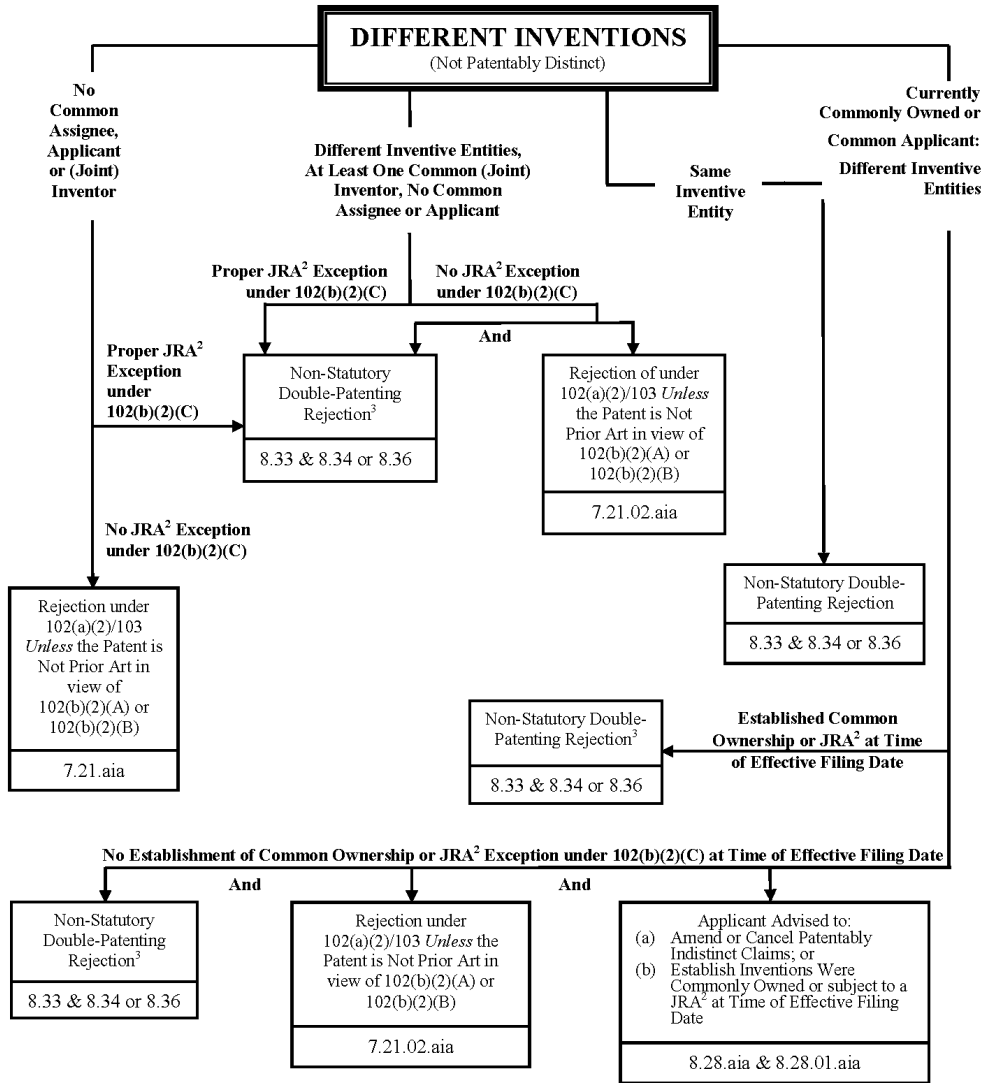 DIFFERENT INVENTIONS
(Not Patentably Distinct)
No
Common
Assignee,
Applicant
or (Joint)
Inventor
Different Inventive Entities,
At Least One Common (Joint)
Inventor, No Common
Assignee or Applicant
Same
Inventive
Entity
Currently
Commonly Owned or
Common Applicant:
Different Inventive
Entities
Proper JRA² Exception
under 102(b)(2)(C)
No JRA² Exception
under 102(b)(2)(C)
And
Proper JRA²
Exception
under
102(b)(2)(C)
Non-Statutory
Double-Patenting
Rejection³
8.33 & 8.34 or 8.36
Rejection of under
102(a)(2)/103 Unless
the Patent is Not
Prior Art in view of
102(b)(2)(A) or
102(b)(2)(B)
7.21.02.aia
No JRA² Exception
under 102(b)(2)(C)
Rejection under
102(a)(2)/103
Unless the Patent is
Not Prior Art in
view of
102(b)(2)(A) or
102(b)(2)(B)
7.21.aia
Non-Statutory Double-
Patenting Rejection
8.33 & 8.34 or 8.36
Non-Statutory Double-
Patenting Rejection³
8.33 & 8.34 or 8.36
Established Common
Ownership or JRA² at Time
of Effective Filing Date
No Establishment of Common Ownership or JRA² Exception under 102(b)(2)(C) at Time of Effective Filing Date
And
And
Non-Statutory
Double-Patenting
Rejection³
8.33 & 8.34 or 8.36
Rejection under
102(a)(2)/103 Unless the
Patent is Not Prior Art in
view of 102(b)(2)(A) or
102(b)(2)(B)
7.21.02.aia
Applicant Advised to:
(a) Amend or Cancel Patentably
Indistinct Claims; or
(b) Establish Inventions Were
Commonly Owned or subject to a
JRA² at Time of Effective Filing
Date
8.28.aia & 8.28.01.aia